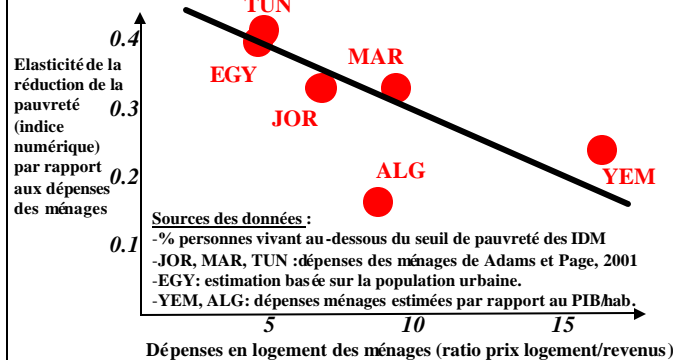 TUN
0.4
Elasticité de la
réduction de la
pauvreté
(indice
numérique)
par rapport
aux dépenses
des ménages
MAR
EGY
0.3
JOR
ALG
0.2
YEM
0.1
Sources des données :
-% personnes vivant au-dessous du seuil de pauvreté des IDM
-JOR, MAR, TUN :dépenses des ménages de Adams et Page, 2001
-EGY: estimation basée sur la population urbaine.
-YEM, ALG: dépenses ménages estimées par rapport au PIB/hab.
5 10 15
Dépenses en logement des ménages (ratio prix logement/revenus)